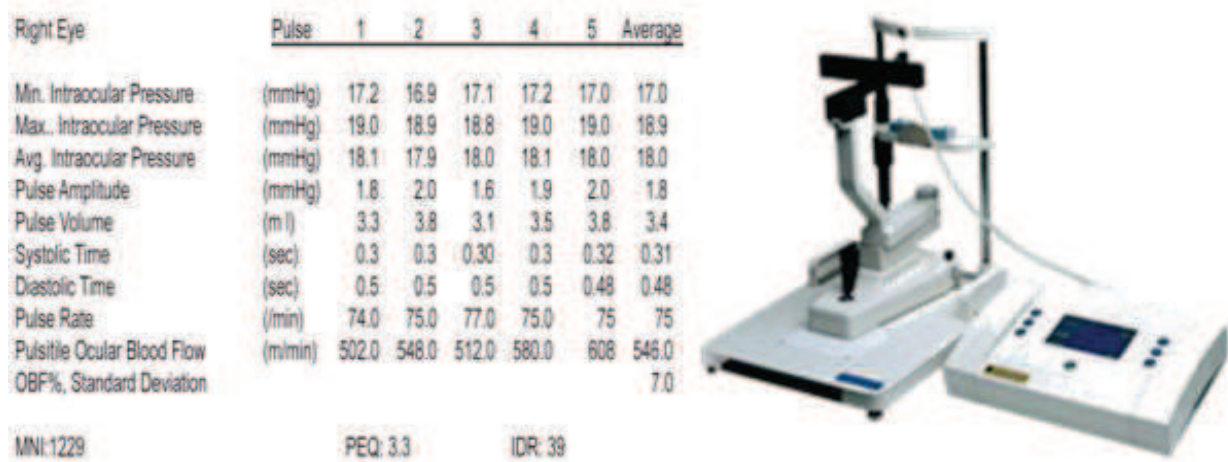 Right Eye Pulse 1 2 3 4 5 Average
Min. Intraocular Pressure (mmHg) 17.2 16.9 17.1 17.2 17.0 17.0
Max.. Intraocular Pressure (mmHg) 19.0 18.9 18.8 19.0 19.0 18.9
Avg. Intraocular Pressure (mmHg) 18.1 17.9 18.0 18.1 18.0 18.0
Pulse Amplitude (mmHg) 1.8 2.0 1.6 1.9 2.0 1.8
Pulse Volume (m l) 3.3 3.8 3.1 3.5 3.8 3.4
Systolic Time (sec) 0.3 0.3 0.30 0.3 0.32 0.31
Diastolic Time (sec) 0.5 0.5 0.5 0.5 0.48 0.48
Pulse Rate (/min) 74.0 75.0 77.0 75.0 75 75
Pulsitile Ocular Blood Flow (m/min) 502.0 548.0 512.0 580.0 608 546.0
OBF%, Standard Deviation 7.0
MNI:1229 PEQ: 3.3 IDR: 39